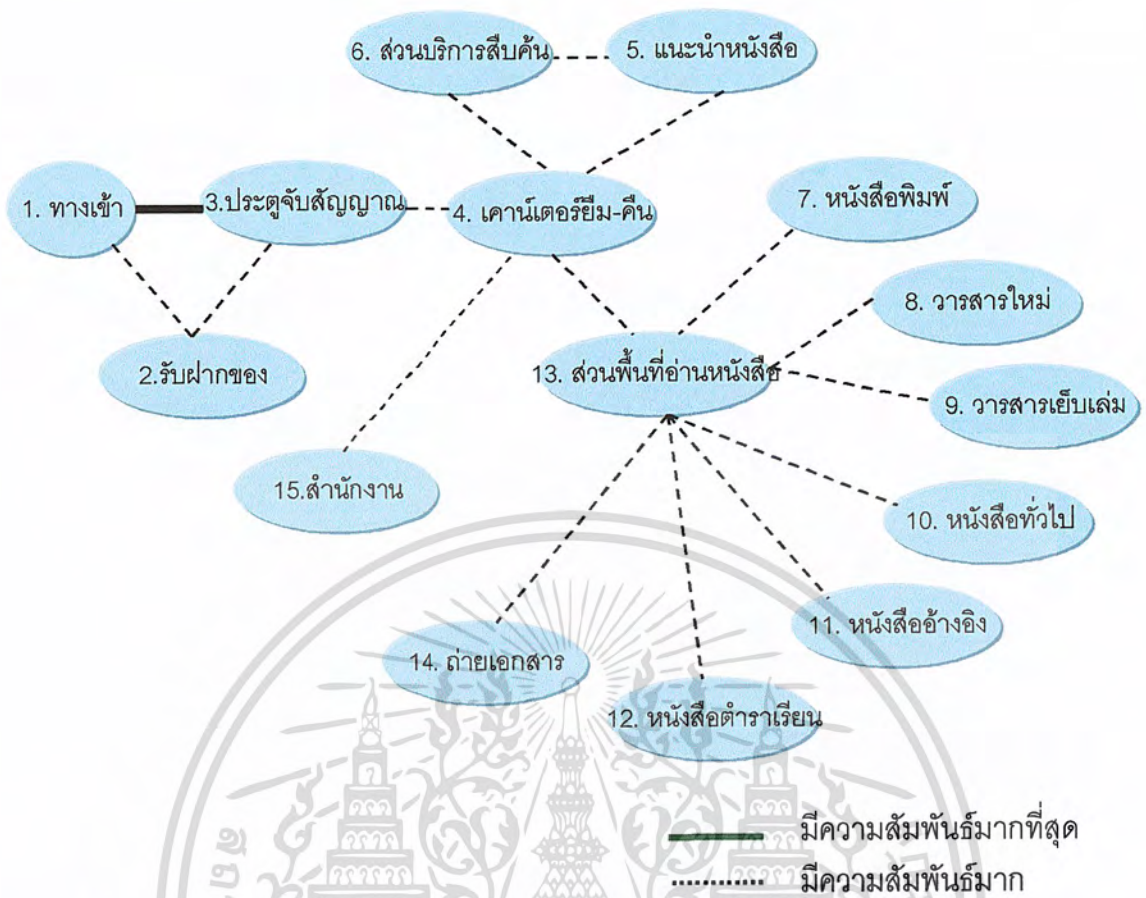 6. ส่วนบริการสืบค้น
5. แนะนำหนังสือ
1. ทางเข้า
3.ประตูจับสัญญาณ
4. เคาน์เตอร์ยืม-คืน
7. หนังสือพิมพ์
8. วารสารใหม่
2.รับฝากของ
13. ส่วนพื้นที่อ่านหนังสือ
9. วารสารเย็บเล่ม
15.สำนักงาน
10. หนังสือทั่วไป
11. หนังสืออ้างอิง
14. ถ่ายเอกสาร
12. หนังสือตำราเรียน
มีความสัมพันธ์มากที่สุด
มีความสัมพันธ์มาก